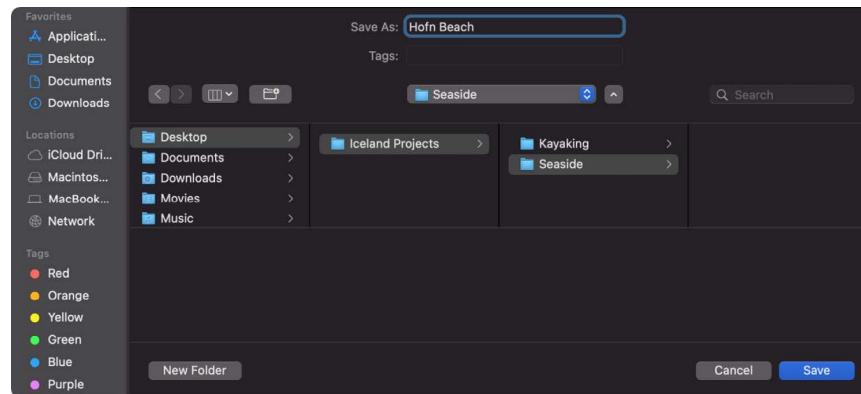 Favorites
Applicati...
Desktop
Documents
Downloads
Locations
iCloud Dri...
Macintos...
MacBook...
Network
Tags
Red
Orange
Yellow
Green
Blue
Purple
Save As: Hofn Beach
Tags:
Seaside
Search
Desktop
Documents
Downloads
Movies
Music
Iceland Projects
Kayaking
Seaside
New Folder
Cancel
Save